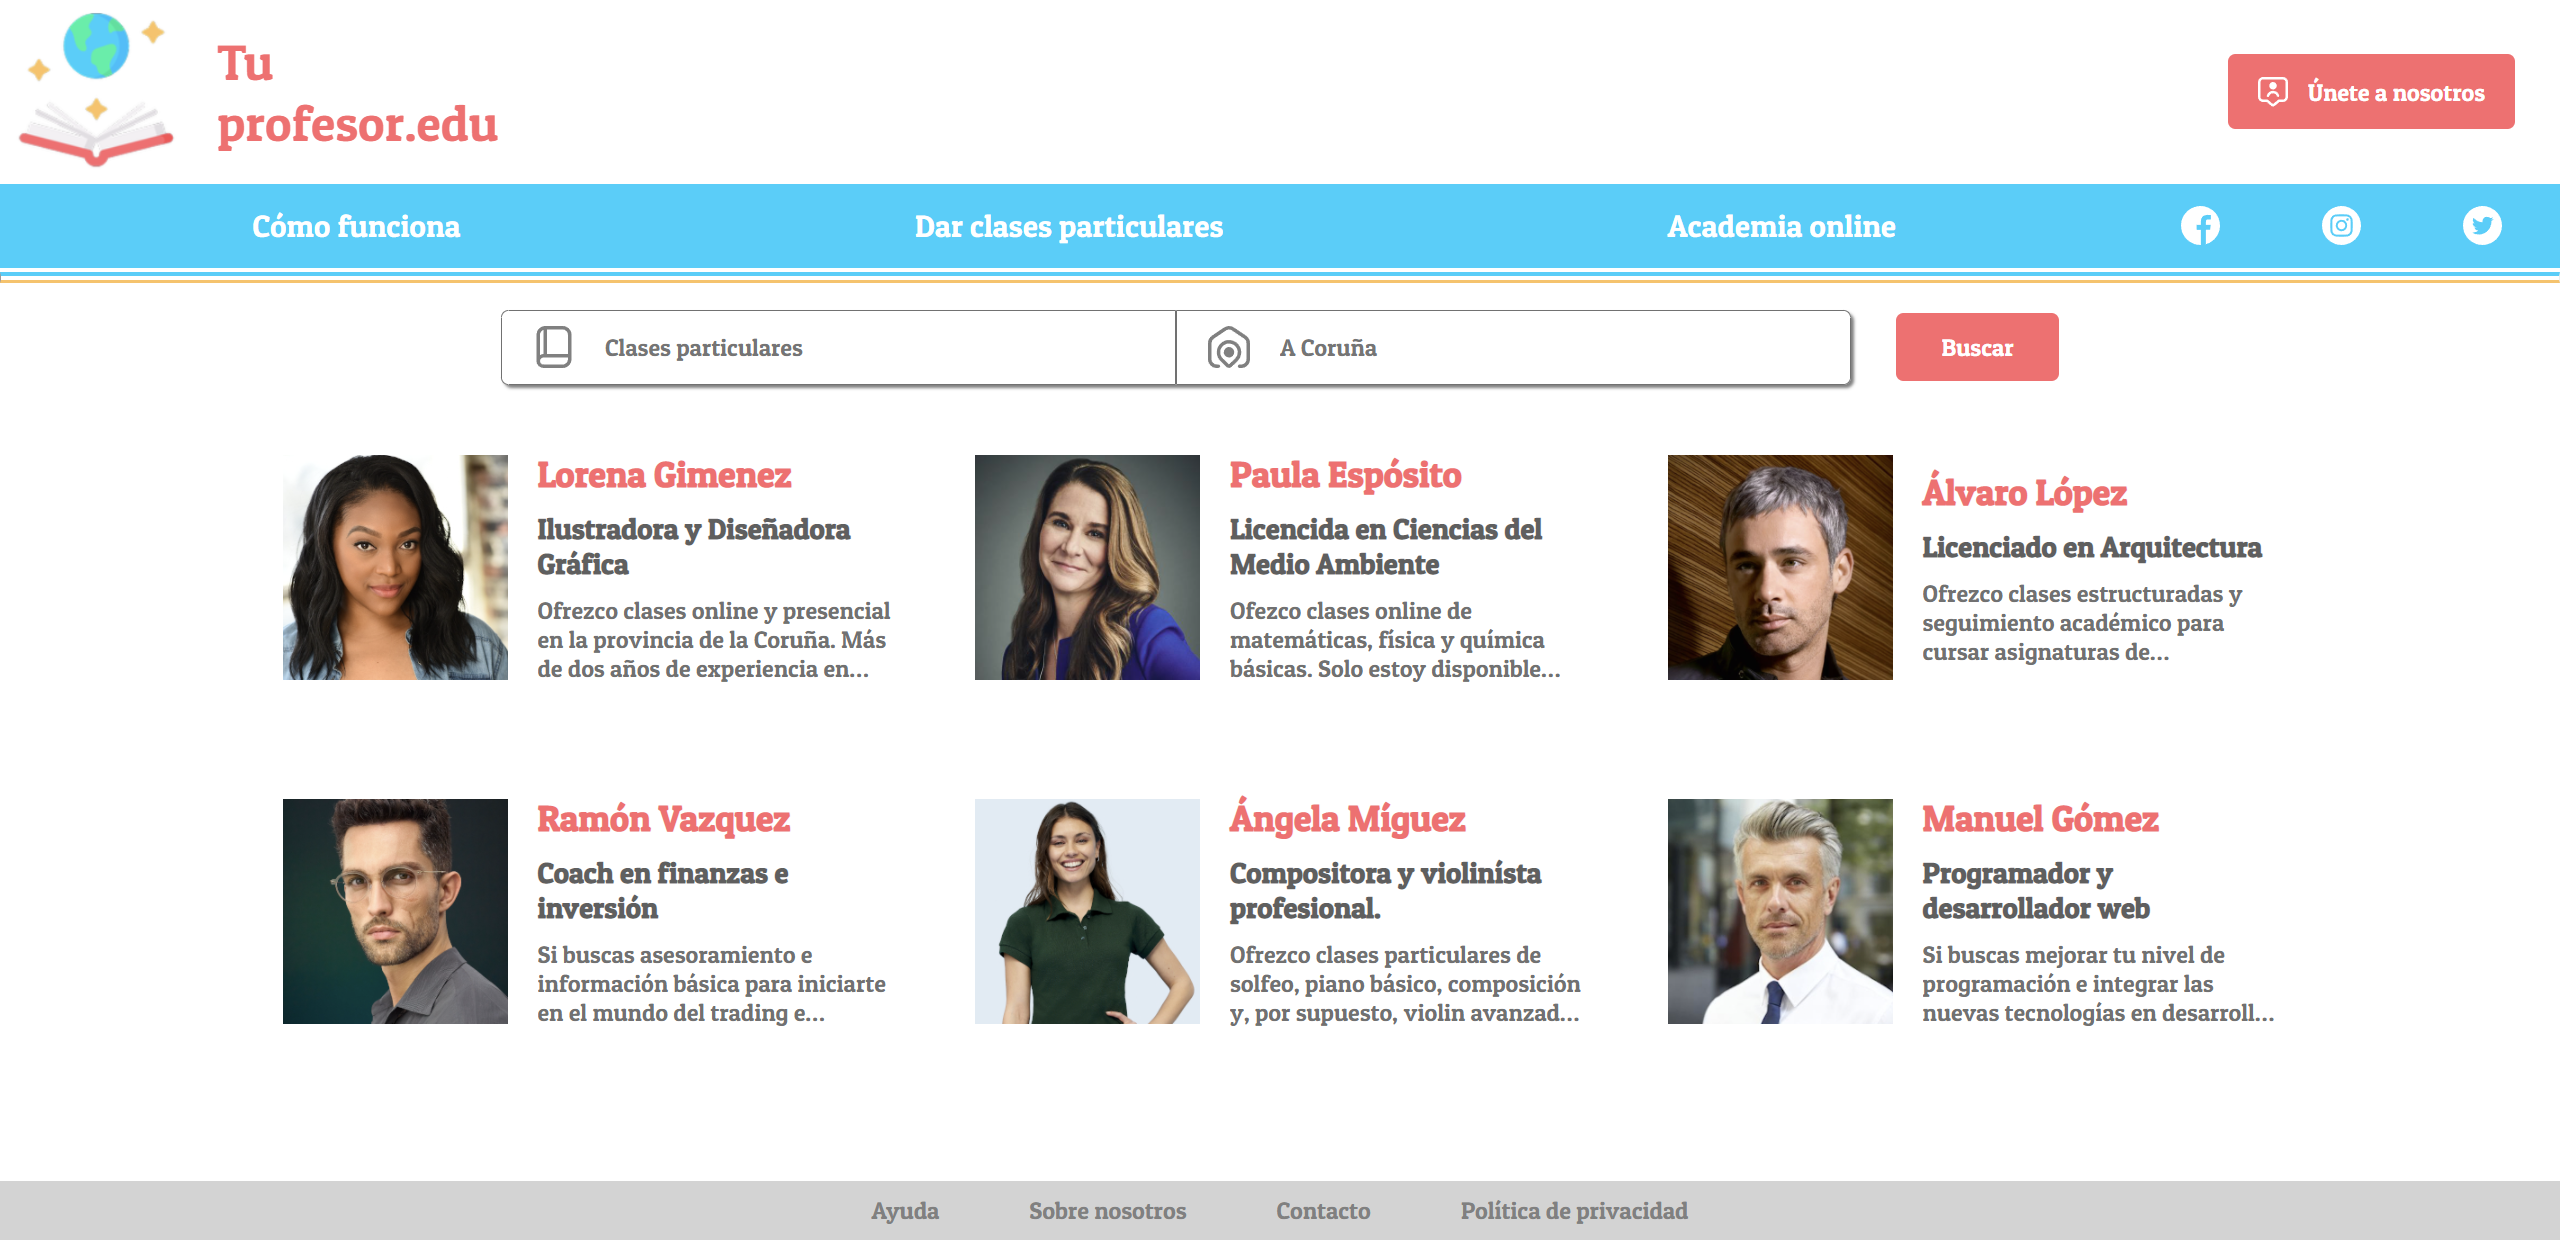 Tu
profesor.edu
Únete a nosotros
Cómo funciona
Dar clases particulares
Academia online
Clases particulares
A Coruña
Buscar
Lorena Gimenez
Ilustradora y Diseñadora
Gráfica
Ofrezco clases online y presencial
en la provincia de la Coruña. Más
de dos años de experiencia en...
Paula Espósito
Licencida en Ciencias del
Medio Ambiente
Ofezco clases online de
matemáticas, física y química
básicas. Solo estoy disponible...
Álvaro López
Licenciado en Arquitectura
Ofrezco clases estructuradas y
seguimiento académico para
cursar asignaturas de...
Ramón Vazquez
Coach en finanzas e
inversión
Si buscas asesoramiento e
información básica para iniciarte
en el mundo del trading e...
Ángela Míguez
Compositora y violinísta
profesional.
Ofrezco clases particulares de
solfeo, piano básico, composición
y, por supuesto, violin avanzad...
Manuel Gómez
Programador y
desarrollador web
Si buscas mejorar tu nivel de
programación e integrar las
nuevas tecnologías en desarroll...
Ayuda
Sobre nosotros
Contacto
Política de privacidad